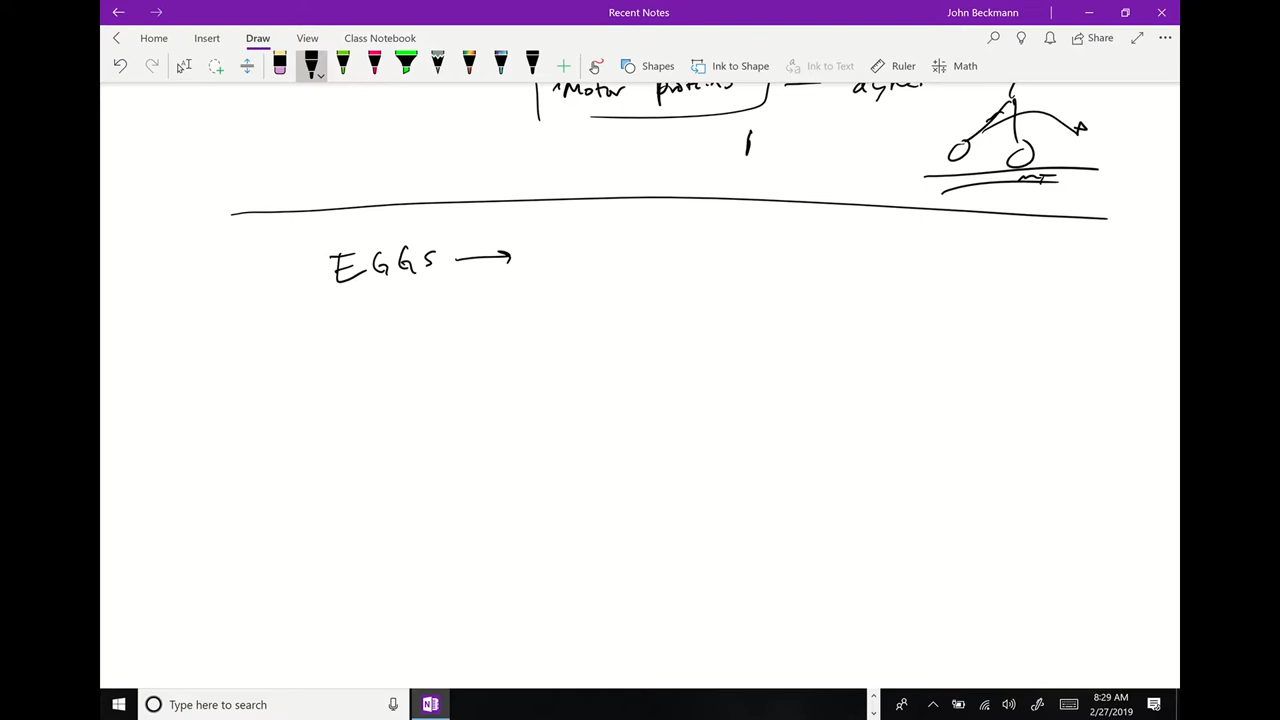 Recent Notes
John Beckmann
Home Insert Draw View Class Notebook
Share
Shapes Ink to Shape Ink to Text Ruler Math
Motor proteins —
MT
EGGs →
Type here to search
8:29 AM
2/27/2019